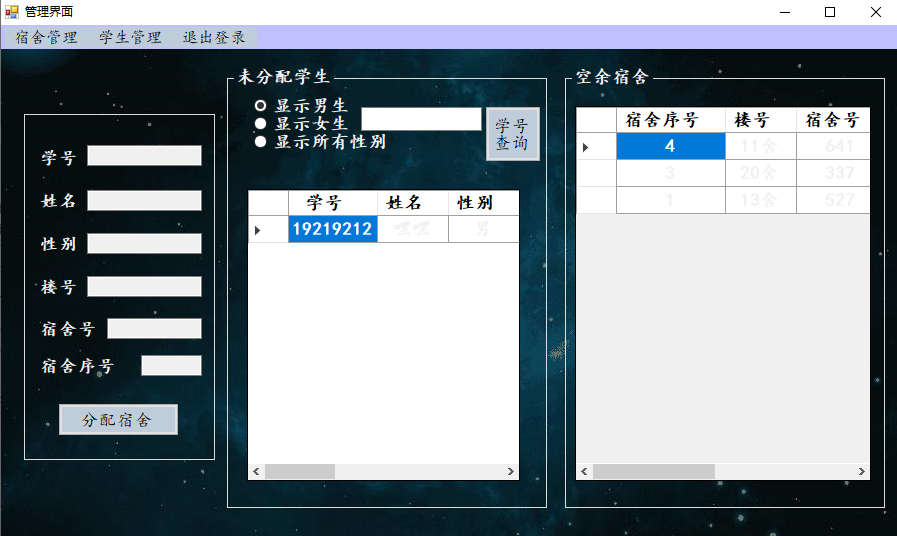 管理界面
宿舍管理 学生管理 退出登录
学号
姓名
性别
楼号
宿舍号
宿舍序号
分配宿舍
未分配学生
显示男生
显示女生
显示所有性别
学号
查询
学号 姓名 性别
19219212 嘿嘿 男
空余宿舍
宿舍序号 楼号 宿舍号
4 11舍 641
3 20舍 337
1 13舍 527